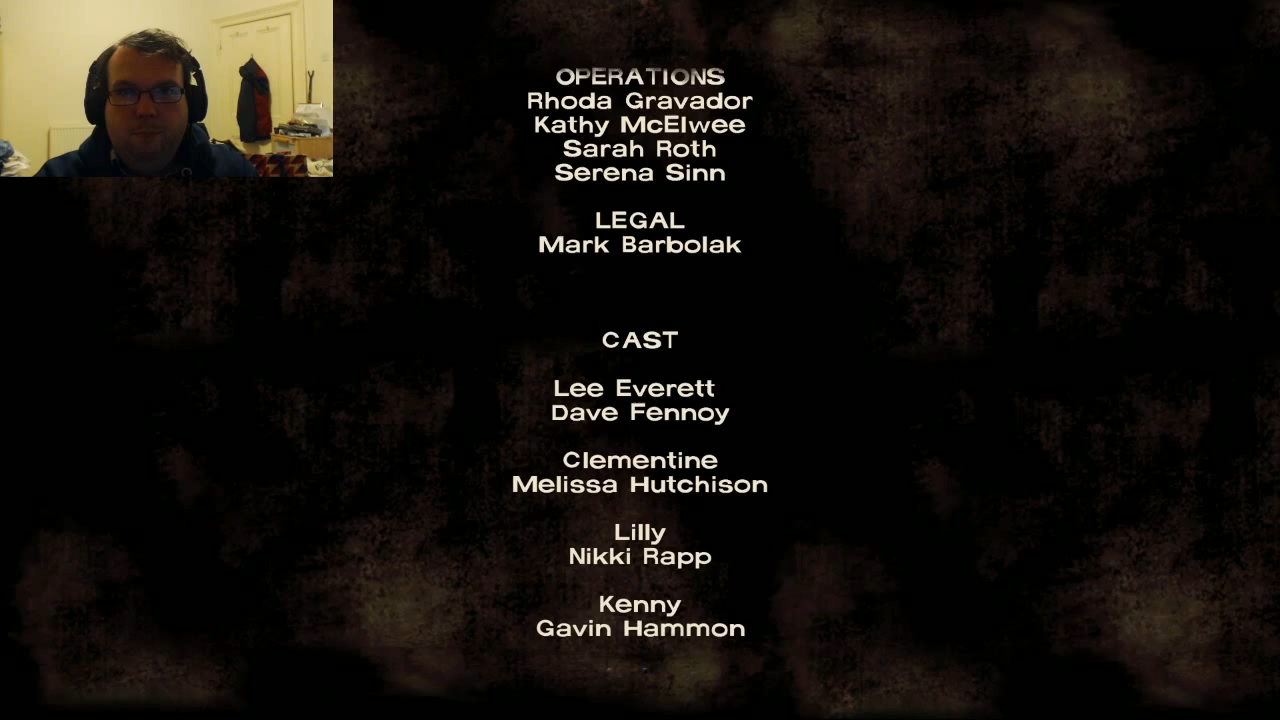 OPERATIONS
Rhoda Gravador
Kathy McElwee
Sarah Roth
Serena Sinn
LEGAL
Mark Barbolak
CAST
Lee Everett
Dave Fennoy
Clementine
Melissa Hutchison
Lilly
Nikki Rapp
Kenny
Gavin Hammon